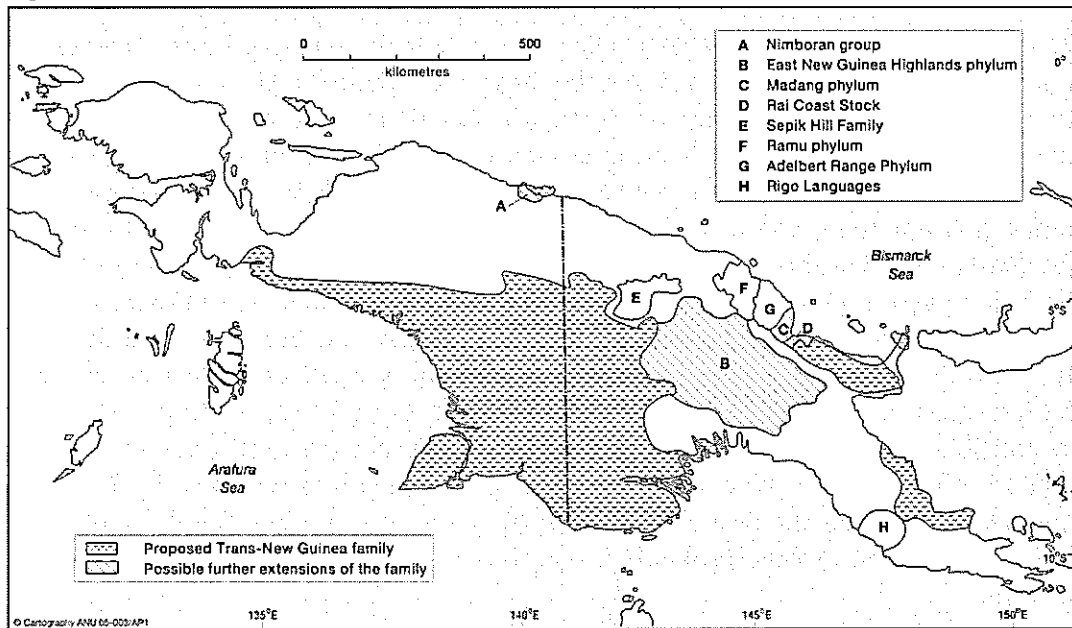 0 500
kilometres
A Nimboran group
B East New Guinea Highlands phylum
C Madang phylum
D Rai Coast Stock
E Sepik Hill Family
F Ramu phylum
G Adelbert Range Phylum
H Rigo Languages
0°
A
Bismarck
Sea
E
F
G
C
D
5°S
B
Arafura
Sea
H
10°S
Proposed Trans-New Guinea family
Possible further extensions of the family
135°E 140°E 145°E 150°E
© Cartography ANU 05-003/AP1